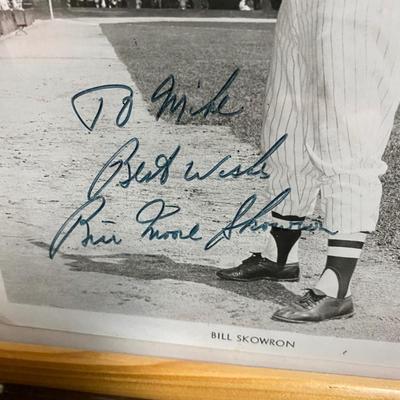 To Mike
Best Wishes
Bill Moose Skowron
BILL SKOWRON